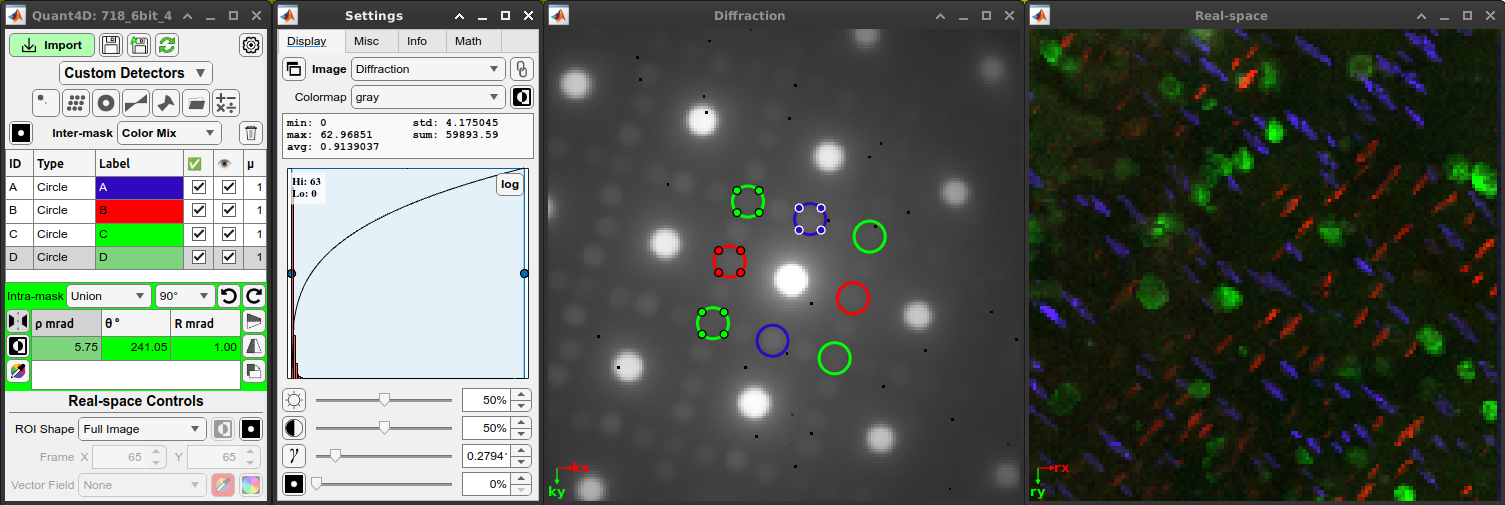 Quant4D: 718_6bit_4
Import
Custom Detectors
Inter-mask Color Mix
ID Type Label ✅ 👁 μ
A Circle A 1
B Circle B 1
C Circle C 1
D Circle D 1
Intra-mask Union 90°
ρ mrad θ° R mrad
5.75 241.05 1.00
Real-space Controls
ROI Shape Full Image
Frame X 65 Y 65
Vector Field None
Settings
Display Misc Info Math
Image Diffraction
Colormap gray
min: 0 std: 4.175045
max: 62.96851 sum: 59893.59
avg: 0.9139037
Hi: 63
Lo: 0
log
50%
50%
γ 0.2794
0%
Diffraction
kx
ky
Real-space
rx
ry